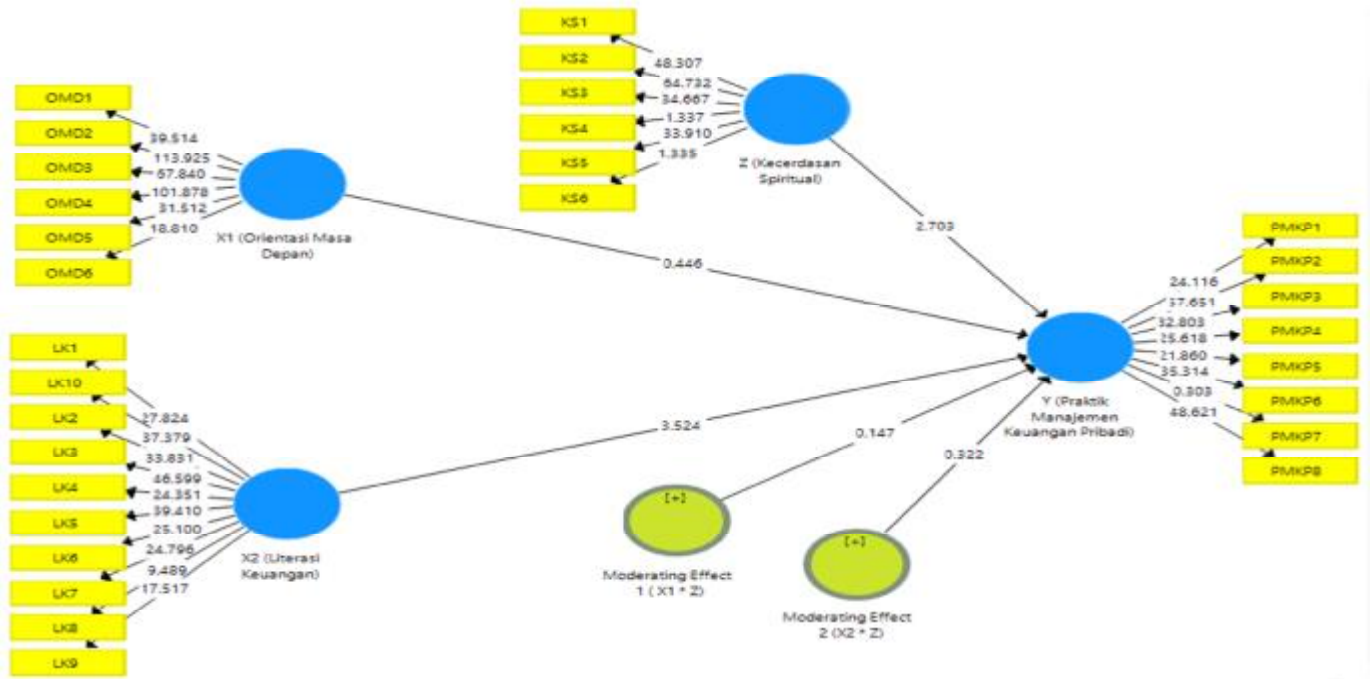 KS1
KS2
KS3
KS4
KS5
KS6
48.307
64.732
34.667
1.337
33.910
1.335
Z (Kecerdasan
Spiritual)
OMD1
OMD2
OMD3
OMD4
OMD5
OMD6
39.514
113.925
67.840
101.878
31.512
18.810
X1 (Orientasi Masa
Depan)
2.703
0.446
LK1
LK10
LK2
LK3
LK4
LK5
LK6
LK7
LK8
LK9
27.824
37.379
33.831
46.599
24.351
39.410
25.100
24.796
9.489
17.517
X2 (Literasi
Keuangan)
3.524
0.147
0.322
PMKP1
PMKP2
PMKP3
PMKP4
PMKP5
PMKP6
PMKP7
PMKP8
24.116
32.803
25.618
21.860
35.314
0.303
48.621
Y (Praktik
Manajemen
Keuangan Pribadi)
[+]
Moderating Effect
1 ( X1 * Z)
[+]
Moderating Effect
2 (X2 * Z)